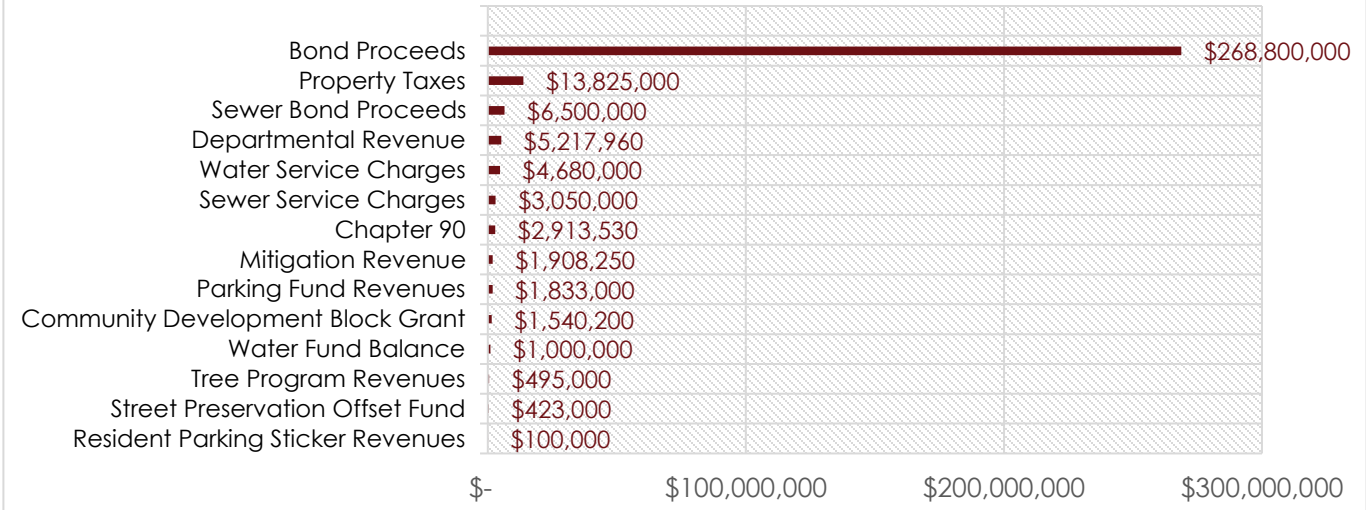 Bond Proceeds $268,800,000
Property Taxes $13,825,000
Sewer Bond Proceeds $6,500,000
Departmental Revenue $5,217,960
Water Service Charges $4,680,000
Sewer Service Charges $3,050,000
Chapter 90 $2,913,530
Mitigation Revenue $1,908,250
Parking Fund Revenues $1,833,000
Community Development Block Grant $1,540,200
Water Fund Balance $1,000,000
Tree Program Revenues $495,000
Street Preservation Offset Fund $423,000
Resident Parking Sticker Revenues $100,000
$- $100,000,000 $200,000,000 $300,000,000